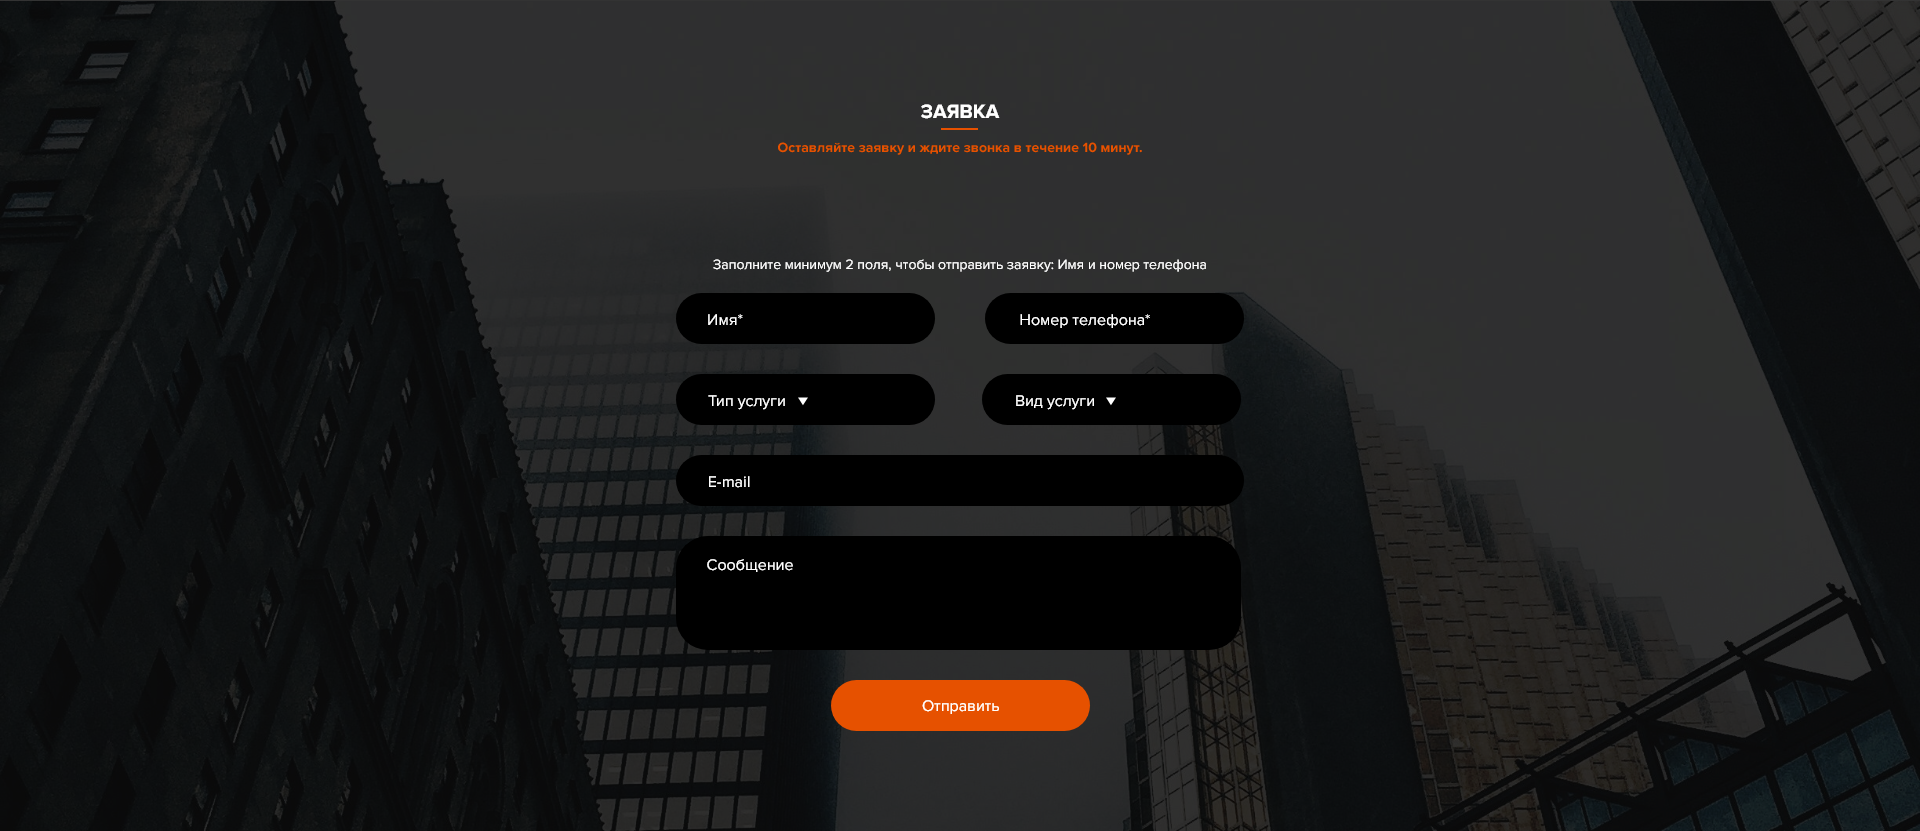 ЗАЯВКА
Оставляйте заявку и ждите звонка в течение 10 минут.
Заполните минимум 2 поля, чтобы отправить заявку: Имя и номер телефона
Имя*
Номер телефона*
Тип услуги
Вид услуги
E-mail
Сообщение
Отправить